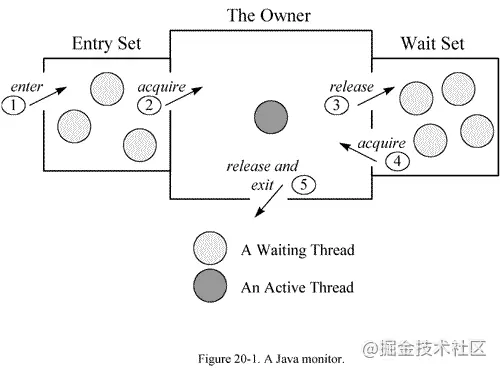 The Owner
Entry Set
Wait Set
enter
1
acquire
2
release
3
acquire
4
release and
exit
5
A Waiting Thread
An Active Thread
Figure 20-1. A Java monitor.
@掘金技术社区